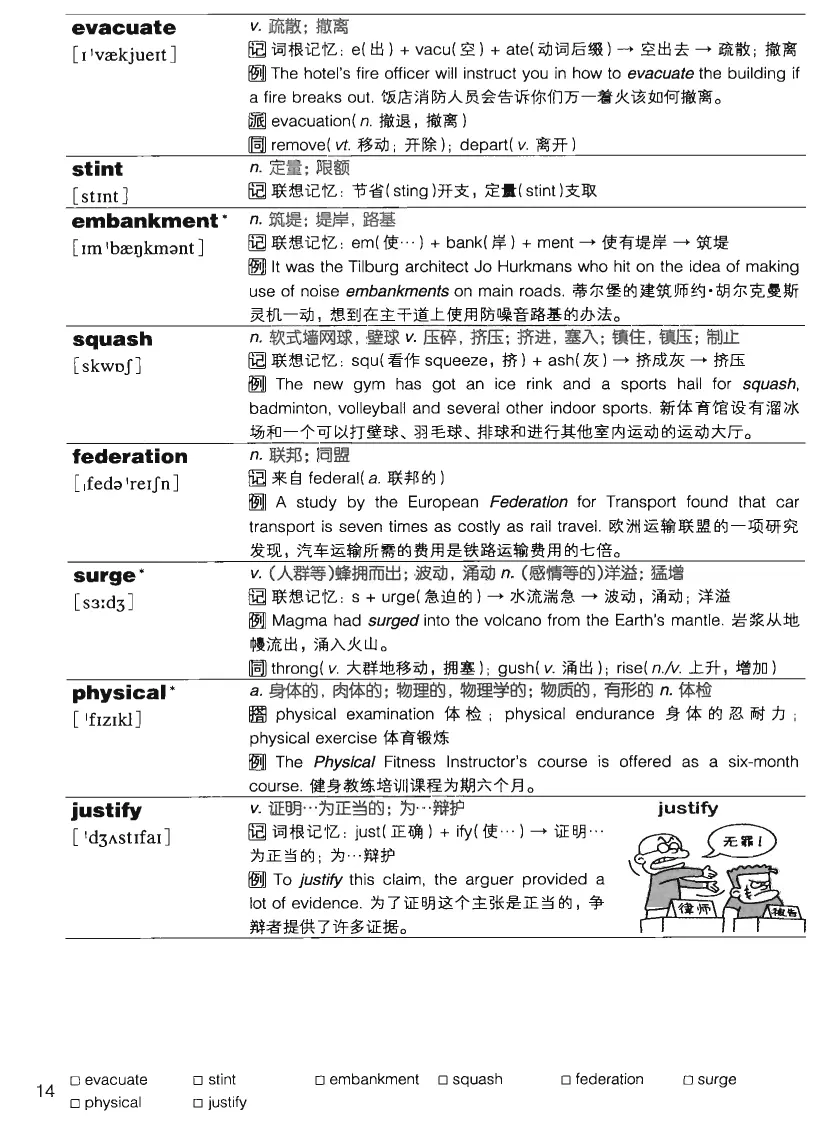 evacuate v. 疏散；撤离
[ɪˈvækjueɪt] 记 词根记忆：e(出) + vacu(空) + ate(动词后缀) → 空出去 → 疏散；撤离
例 The hotel's fire officer will instruct you in how to evacuate the building if
a fire breaks out. 饭店消防人员会告诉你们万一着火该如何撤离。
派 evacuation(n. 撤退，撤离)
同 remove(vt. 移动；开除)；depart(v. 离开)
stint n. 定量；限额
[stɪnt] 记 联想记忆：节省(sting)开支，定量(stint)支取
embankment* n. 筑堤；堤岸，路基
[ɪmˈbæŋkmənt] 记 联想记忆：em(使…) + bank(岸) + ment → 使有堤岸 → 筑堤
例 It was the Tilburg architect Jo Hurkmans who hit on the idea of making
use of noise embankments on main roads. 蒂尔堡的建筑师约·胡尔克曼斯
灵机一动，想到在主干道上使用防噪音路基的办法。
squash n. 软式墙网球，壁球 v. 压碎，挤压；挤进，塞入；镇住，镇压；制止
[skwɒʃ] 记 联想记忆：squ(看作 squeeze，挤) + ash(灰) → 挤成灰 → 挤压
例 The new gym has got an ice rink and a sports hall for squash,
badminton, volleyball and several other indoor sports. 新体育馆设有溜冰
场和一个可以打壁球、羽毛球、排球和进行其他室内运动的运动大厅。
federation n. 联邦；同盟
[ˌfedəˈreɪʃn] 记 来自 federal(a. 联邦的)
例 A study by the European Federation for Transport found that car
transport is seven times as costly as rail travel. 欧洲运输联盟的一项研究
发现，汽车运输所需的费用是铁路运输费用的七倍。
surge* v. (人群等)蜂拥而出；波动，涌动 n. (感情等的)洋溢；猛增
[sɜːdʒ] 记 联想记忆：s + urge(急迫的) → 水流湍急 → 波动，涌动；洋溢
例 Magma had surged into the volcano from the Earth's mantle. 岩浆从地
幔流出，涌入火山。
同 throng(v. 大群地移动，拥塞)；gush(v. 涌出)；rise(n./v. 上升，增加)
physical* a. 身体的，肉体的；物理的，物理学的；物质的，有形的 n. 体检
[ˈfɪzɪkl] 搭 physical examination 体检；physical endurance 身体的忍耐力；
physical exercise 体育锻炼
例 The Physical Fitness Instructor's course is offered as a six-month
course. 健身教练培训课程为期六个月。
justify v. 证明…为正当的；为…辩护
[ˈdʒʌstɪfaɪ] 记 词根记忆：just(正确) + ify(使…) → 证明…
为正当的；为…辩护
例 To justify this claim, the arguer provided a
lot of evidence. 为了证明这个主张是正当的，争
辩者提供了许多证据。
justify
无罪！
律师
被告
□ evacuate □ stint □ embankment □ squash □ federation □ surge
14
□ physical □ justify